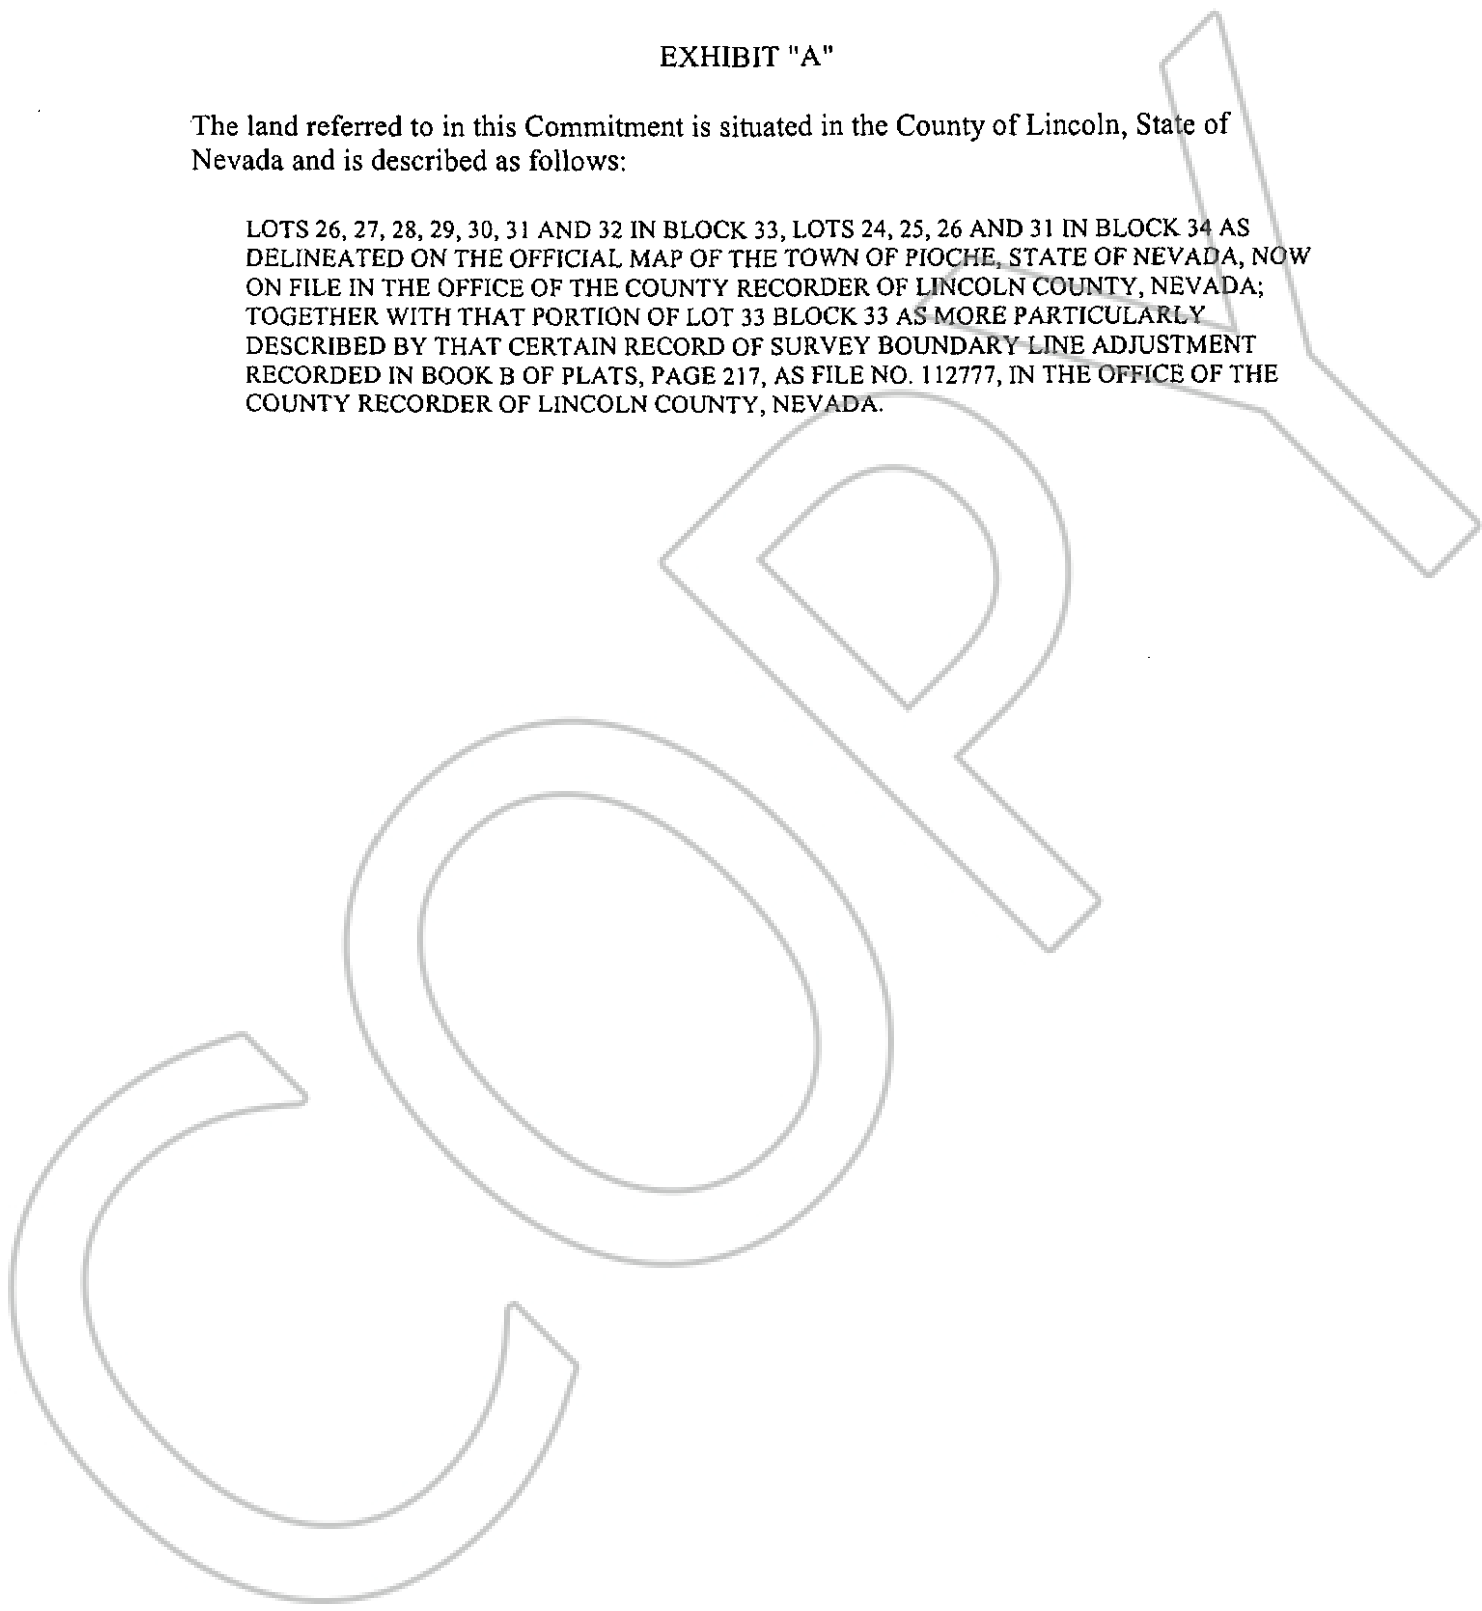 EXHIBIT "A"
The land referred to in this Commitment is situated in the County of Lincoln, State of
Nevada and is described as follows:
LOTS 26, 27, 28, 29, 30, 31 AND 32 IN BLOCK 33, LOTS 24, 25, 26 AND 31 IN BLOCK 34 AS
DELINEATED ON THE OFFICIAL MAP OF THE TOWN OF PIOCHE, STATE OF NEVADA, NOW
ON FILE IN THE OFFICE OF THE COUNTY RECORDER OF LINCOLN COUNTY, NEVADA;
TOGETHER WITH THAT PORTION OF LOT 33 BLOCK 33 AS MORE PARTICULARLY
DESCRIBED BY THAT CERTAIN RECORD OF SURVEY BOUNDARY LINE ADJUSTMENT
RECORDED IN BOOK B OF PLATS, PAGE 217, AS FILE NO. 112777, IN THE OFFICE OF THE
COUNTY RECORDER OF LINCOLN COUNTY, NEVADA.
COPY